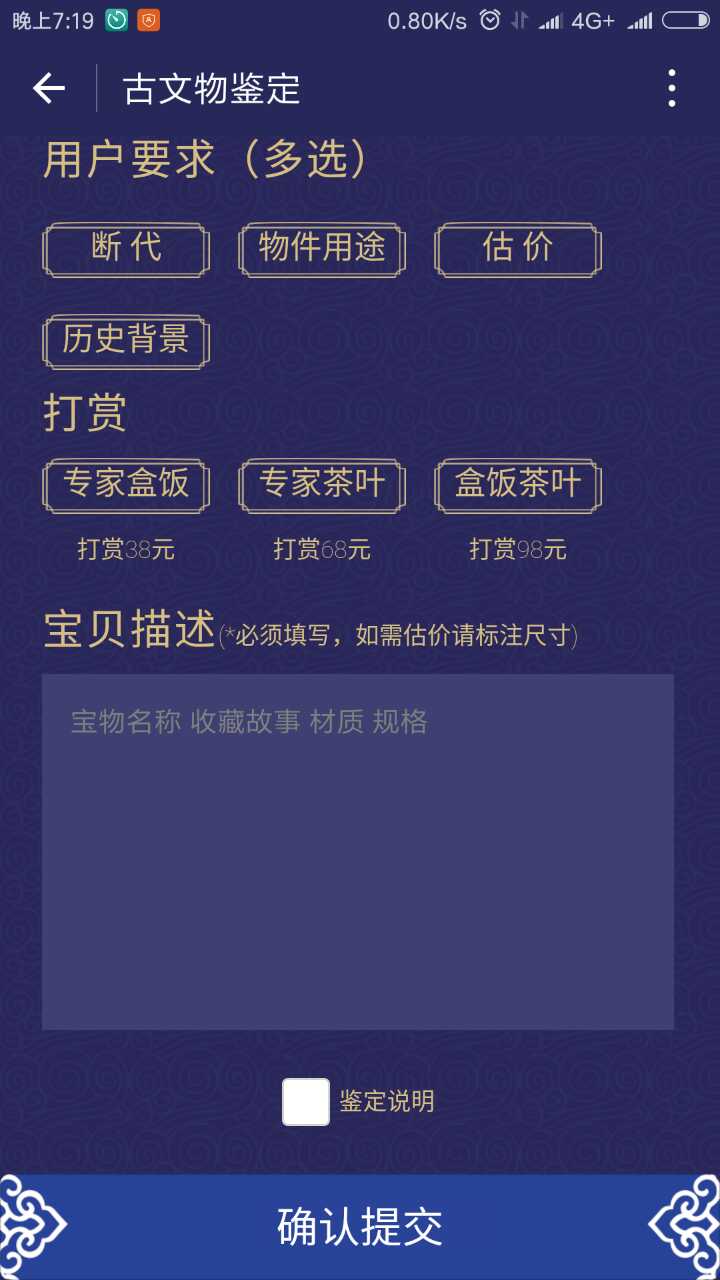 晚上7:19 0.80K/s 4G+
古文物鉴定
用户要求（多选）
断代 物件用途 估价
历史背景
打赏
专家盒饭 专家茶叶 盒饭茶叶
打赏38元 打赏68元 打赏98元
宝贝描述(*必须填写，如需估价请标注尺寸)
宝物名称 收藏故事 材质 规格
鉴定说明
确认提交